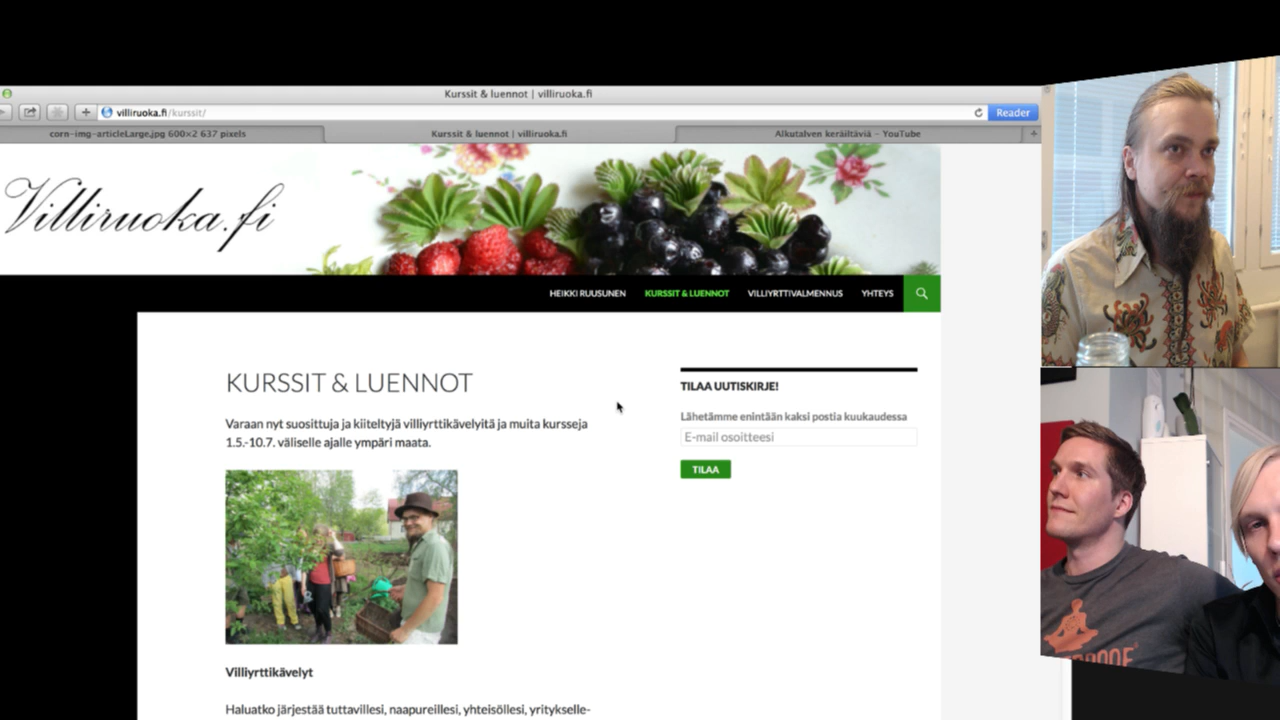 Kurssit & luennot | villiruoka.fi
villiruoka.fi/kurssit/
Reader
corn-img-articleLarge.jpg 600×2 637 pixels
Kurssit & luennot | villiruoka.fi
Alkutalven keräiltäviä – YouTube
Villiruoka.fi
HEIKKI RUUSUNEN KURSSIT & LUENNOT VILLIYRTTIVALMENNUS YHTEYS
KURSSIT & LUENNOT
Varaan nyt suosittuja ja kiiteltyjä villiyrttikävelyitä ja muita kursseja
1.5.-10.7. väliselle ajalle ympäri maata.
Villiyrttikävelyt
Haluatko järjestää tuttavillesi, naapureillesi, yhteisöllesi, yritykselle-
TILAA UUTISKIRJE!
Lähetämme enintään kaksi postia kuukaudessa
E-mail osoitteesi
TILAA